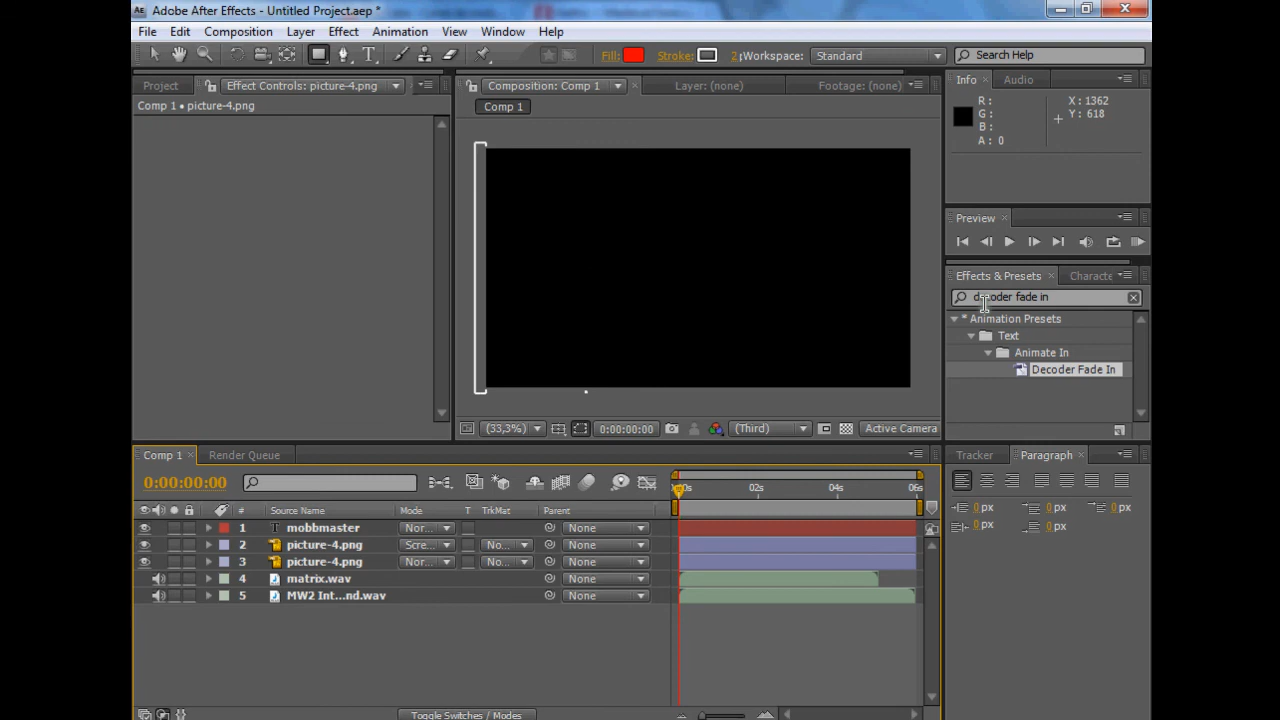 AE Adobe After Effects - Untitled Project.aep *
File Edit Composition Layer Effect Animation View Window Help
Fill: Stroke: 2 Workspace: Standard Search Help
Project Effect Controls: picture-4.png Composition: Comp 1 Layer: (none) Footage: (none) Info Audio
Comp 1 • picture-4.png Comp 1
R : X : 1362
G : Y : 618
B :
A : 0
Preview
Effects & Presets Characte
decoder fade in
* Animation Presets
Text
Animate In
Decoder Fade In
(33,3%) 0:00:00:00 (Third) Active Camera
Comp 1 Render Queue Tracker Paragraph
0:00:00:00 0s 02s 04s 06s
# Source Name Mode T TrkMat Parent 0 px 0 px 0 px
1 T mobbmaster Nor... None 0 px 0 px
2 picture-4.png Scre... No... None
3 picture-4.png Nor... No... None
4 matrix.wav None
5 MW2 Int...nd.wav None
Toggle Switches / Modes